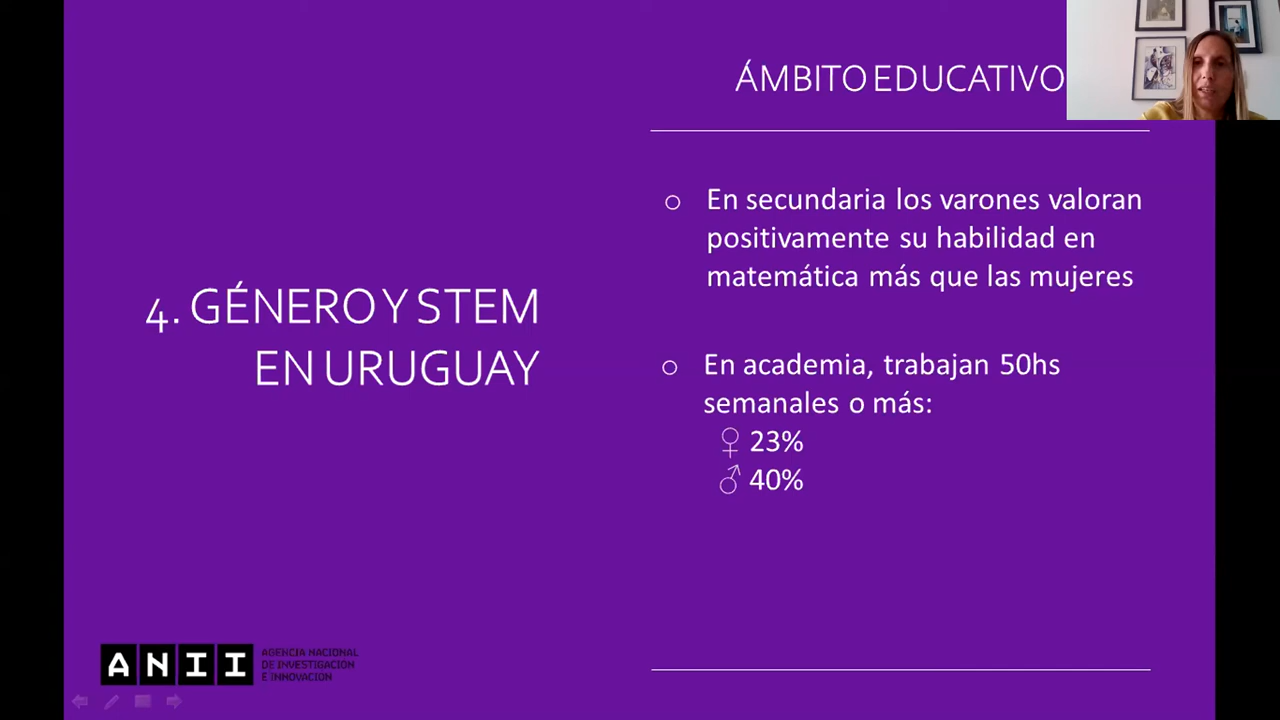 4. GÉNERO Y STEM
EN URUGUAY
ÁMBITO EDUCATIVO
En secundaria los varones valoran
positivamente su habilidad en
matemática más que las mujeres
En academia, trabajan 50hs
semanales o más:
♀ 23%
♂ 40%
ANII
AGENCIA NACIONAL
DE INVESTIGACIÓN
E INNOVACIÓN